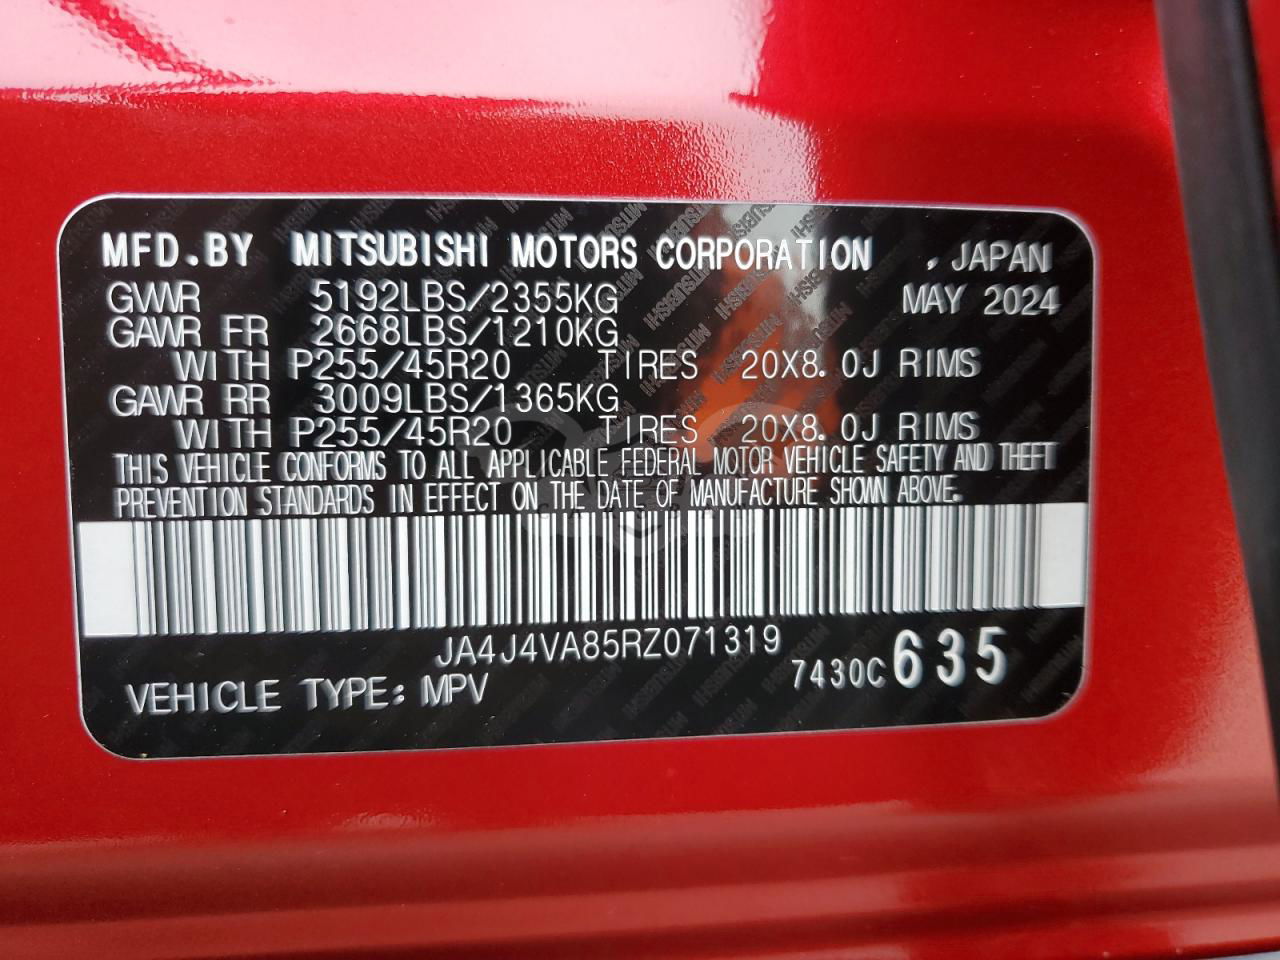 MFD.BY MITSUBISHI MOTORS CORPORATION , JAPAN
GVWR 5192LBS/2355KG MAY 2024
GAWR FR 2668LBS/1210KG
WITH P255/45R20 TIRES 20X8.0J RIMS
GAWR RR 3009LBS/1365KG
WITH P255/45R20 TIRES 20X8.0J RIMS
THIS VEHICLE CONFORMS TO ALL APPLICABLE FEDERAL MOTOR VEHICLE SAFETY AND THEFT
PREVENTION STANDARDS IN EFFECT ON THE DATE OF MANUFACTURE SHOWN ABOVE.
JA4J4VA85RZ071319
7430C 635
VEHICLE TYPE: MPV